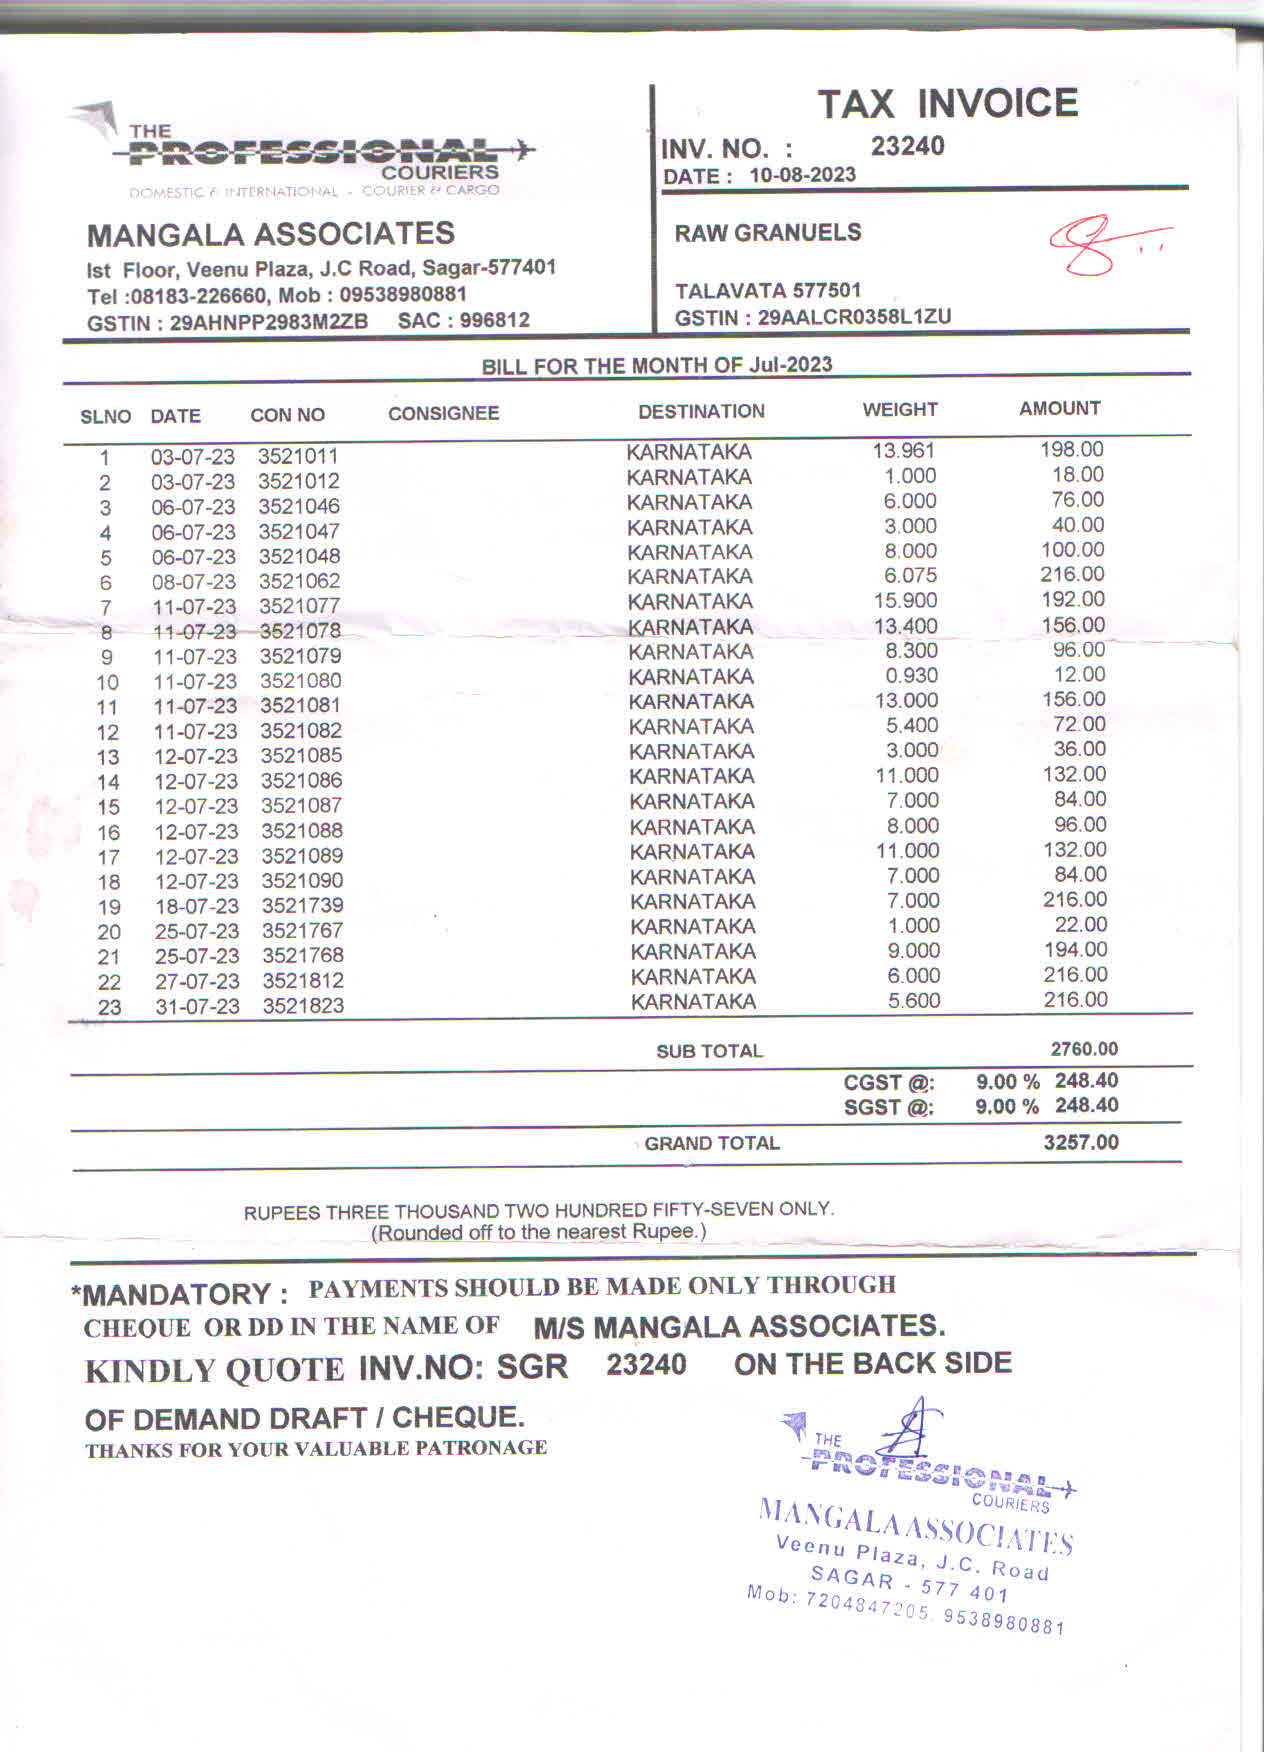 THE
PROFESSIONAL
COURIERS
DOMESTIC & INTERNATIONAL - COURIER & CARGO
MANGALA ASSOCIATES
Ist Floor, Veenu Plaza, J.C Road, Sagar-577401
Tel :08183-226660, Mob : 09538980881
GSTIN : 29AHNPP2983M2ZB SAC : 996812
TAX INVOICE
INV. NO. : 23240
DATE : 10-08-2023
RAW GRANUELS
TALAVATA 577501
GSTIN : 29AALCR0358L1ZU
BILL FOR THE MONTH OF Jul-2023
SLNO DATE CON NO CONSIGNEE DESTINATION WEIGHT AMOUNT
1 03-07-23 3521011 KARNATAKA 13.961 198.00
2 03-07-23 3521012 KARNATAKA 1.000 18.00
3 06-07-23 3521046 KARNATAKA 6.000 76.00
4 06-07-23 3521047 KARNATAKA 3.000 40.00
5 06-07-23 3521048 KARNATAKA 8.000 100.00
6 08-07-23 3521062 KARNATAKA 6.075 216.00
7 11-07-23 3521077 KARNATAKA 15.900 192.00
8 11-07-23 3521078 KARNATAKA 13.400 156.00
9 11-07-23 3521079 KARNATAKA 8.300 96.00
10 11-07-23 3521080 KARNATAKA 0.930 12.00
11 11-07-23 3521081 KARNATAKA 13.000 156.00
12 11-07-23 3521082 KARNATAKA 5.400 72.00
13 12-07-23 3521085 KARNATAKA 3.000 36.00
14 12-07-23 3521086 KARNATAKA 11.000 132.00
15 12-07-23 3521087 KARNATAKA 7.000 84.00
16 12-07-23 3521088 KARNATAKA 8.000 96.00
17 12-07-23 3521089 KARNATAKA 11.000 132.00
18 12-07-23 3521090 KARNATAKA 7.000 84.00
19 18-07-23 3521739 KARNATAKA 7.000 216.00
20 25-07-23 3521767 KARNATAKA 1.000 22.00
21 25-07-23 3521768 KARNATAKA 9.000 194.00
22 27-07-23 3521812 KARNATAKA 6.000 216.00
23 31-07-23 3521823 KARNATAKA 5.600 216.00
SUB TOTAL 2760.00
CGST @: 9.00 % 248.40
SGST @: 9.00 % 248.40
GRAND TOTAL 3257.00
RUPEES THREE THOUSAND TWO HUNDRED FIFTY-SEVEN ONLY.
(Rounded off to the nearest Rupee.)
*MANDATORY : PAYMENTS SHOULD BE MADE ONLY THROUGH
CHEQUE OR DD IN THE NAME OF M/S MANGALA ASSOCIATES.
KINDLY QUOTE INV.NO: SGR 23240 ON THE BACK SIDE
OF DEMAND DRAFT / CHEQUE.
THANKS FOR YOUR VALUABLE PATRONAGE
THE
PROFESSIONAL
COURIERS
MANGALA ASSOCIATES
Veenu Plaza, J.C. Road
SAGAR - 577 401
Mob: 7204847205. 9538980881